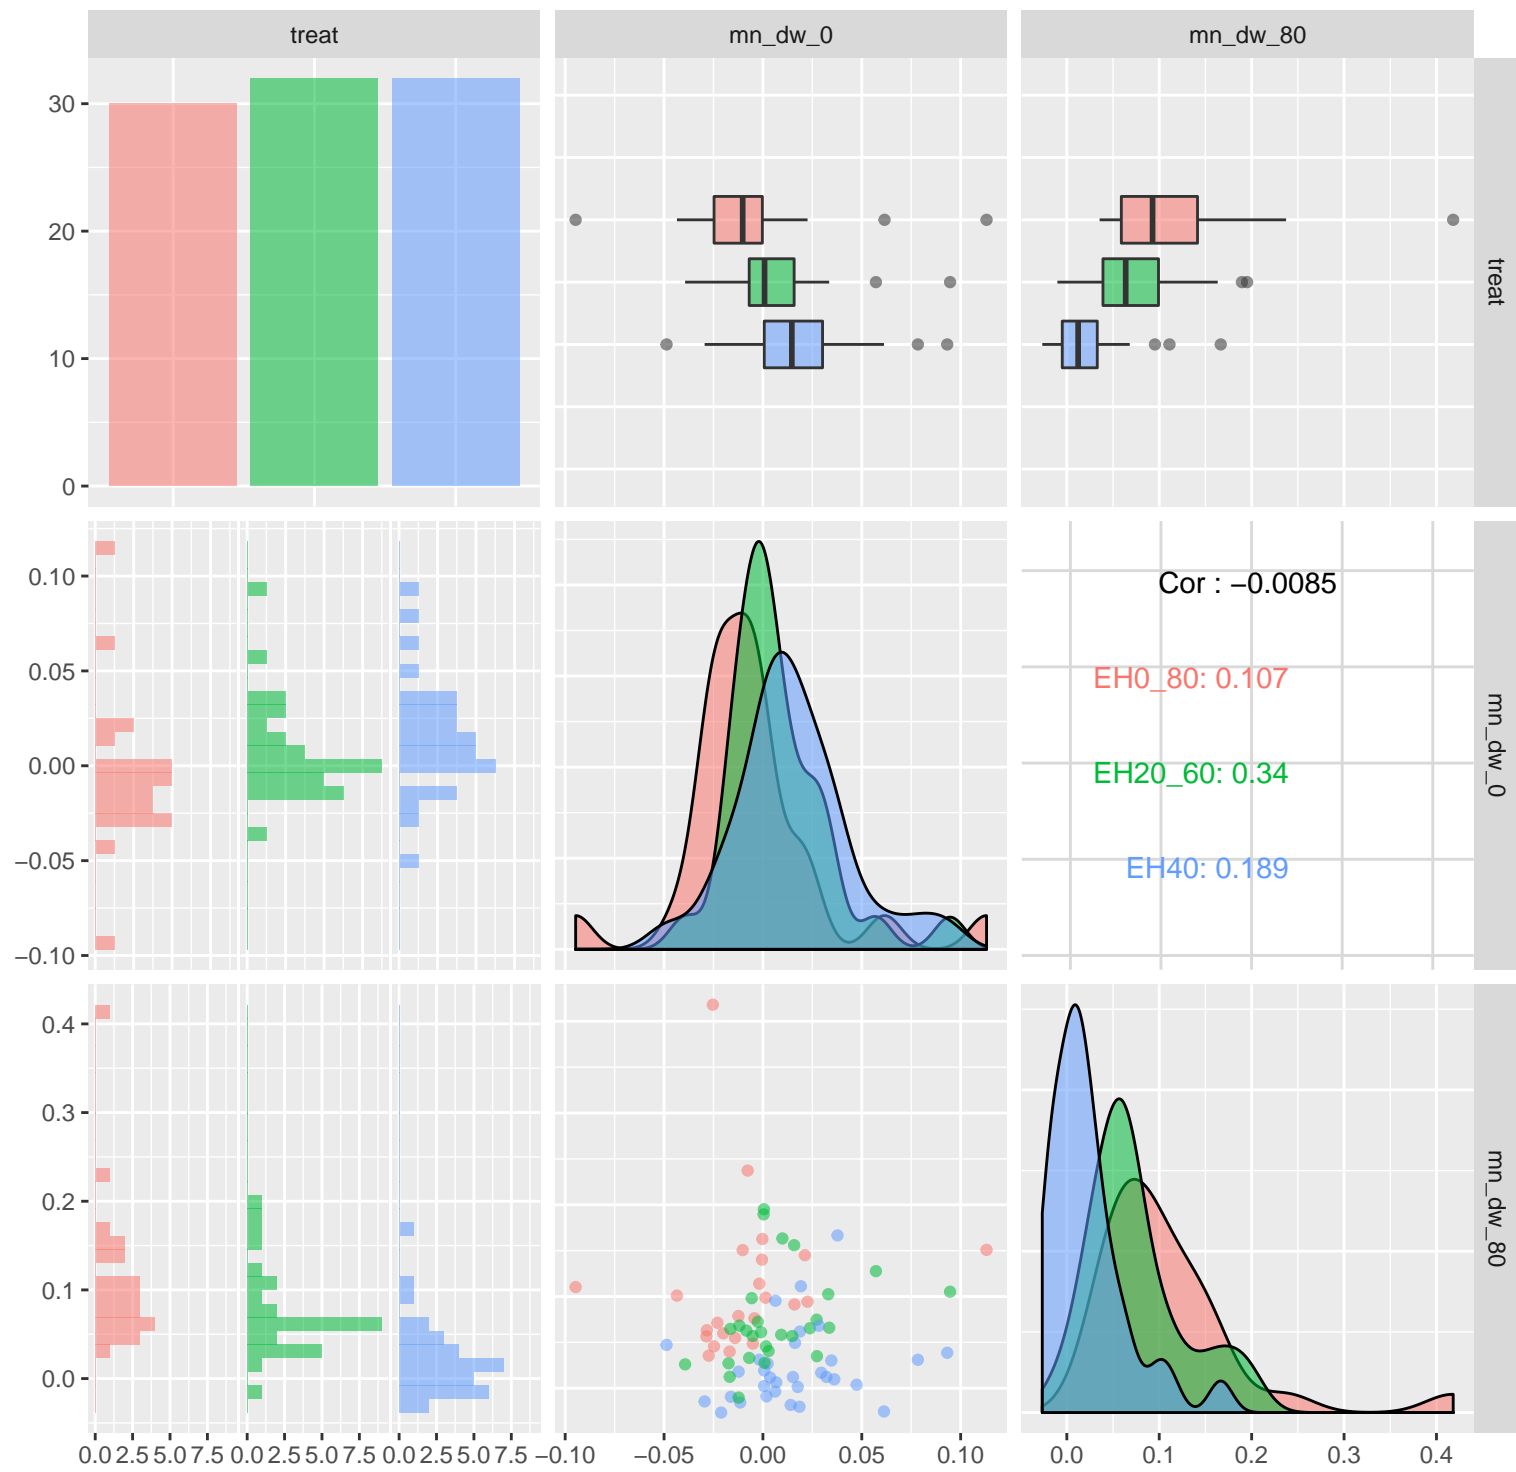 treat mn_dw_0 mn_dw_80
30
20
10
0
treat
0.10
0.05
0.00
−0.05
−0.10
Cor : −0.0085
EH0_80: 0.107
EH20_60: 0.34
EH40: 0.189
mn_dw_0
0.4
0.3
0.2
0.1
0.0
mn_dw_80
0.0 2.5 5.0 7.5 0.0 2.5 5.0 7.5 0.0 2.5 5.0 7.5 −0.10 −0.05 0.00 0.05 0.10 0.0 0.1 0.2 0.3 0.4